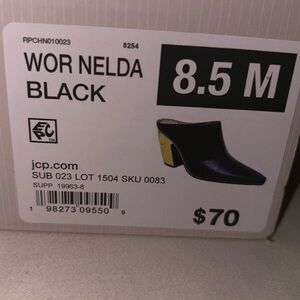 RPCHN010023 8254
WOR NELDA
BLACK
8.5 M
jcp.com
SUB 023 LOT 1504 SKU 0083
SUPP. 19963-8
1 98273 09550 9
$70